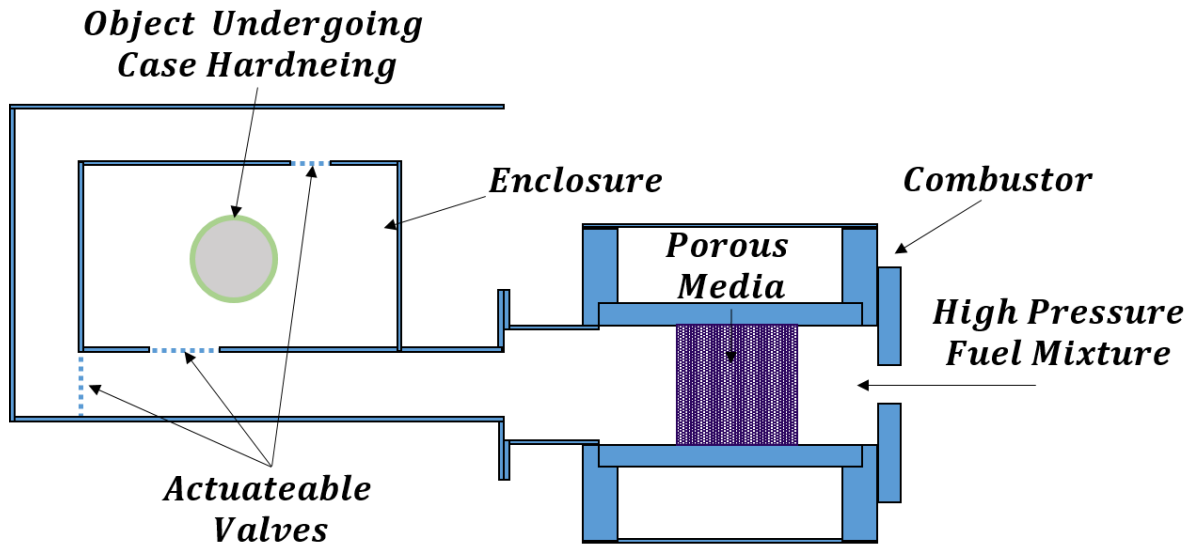 Object Undergoing
Case Hardneing
Enclosure
Combustor
Porous
Media
High Pressure
Fuel Mixture
Actuateable
Valves